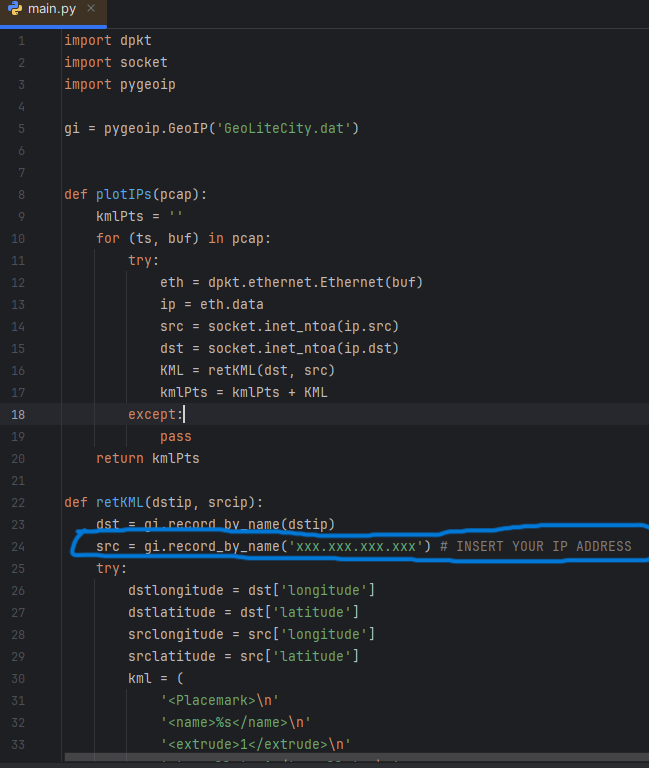 main.py
1 import dpkt
2 import socket
3 import pygeoip
4
5 gi = pygeoip.GeoIP('GeoLiteCity.dat')
6
7
8 def plotIPs(pcap):
9     kmlPts = ''
10     for (ts, buf) in pcap:
11         try:
12             eth = dpkt.ethernet.Ethernet(buf)
13             ip = eth.data
14             src = socket.inet_ntoa(ip.src)
15             dst = socket.inet_ntoa(ip.dst)
16             KML = retKML(dst, src)
17             kmlPts = kmlPts + KML
18         except:
19             pass
20     return kmlPts
21
22 def retKML(dstip, srcip):
23     dst = gi.record_by_name(dstip)
24     src = gi.record_by_name('xxx.xxx.xxx.xxx') # INSERT YOUR IP ADDRESS
25     try:
26         dstlongitude = dst['longitude']
27         dstlatitude = dst['latitude']
28         srclongitude = src['longitude']
29         srclatitude = src['latitude']
30         kml = (
31             '<Placemark>\n'
32             '<name>%s</name>\n'
33             '<extrude>1</extrude>\n'